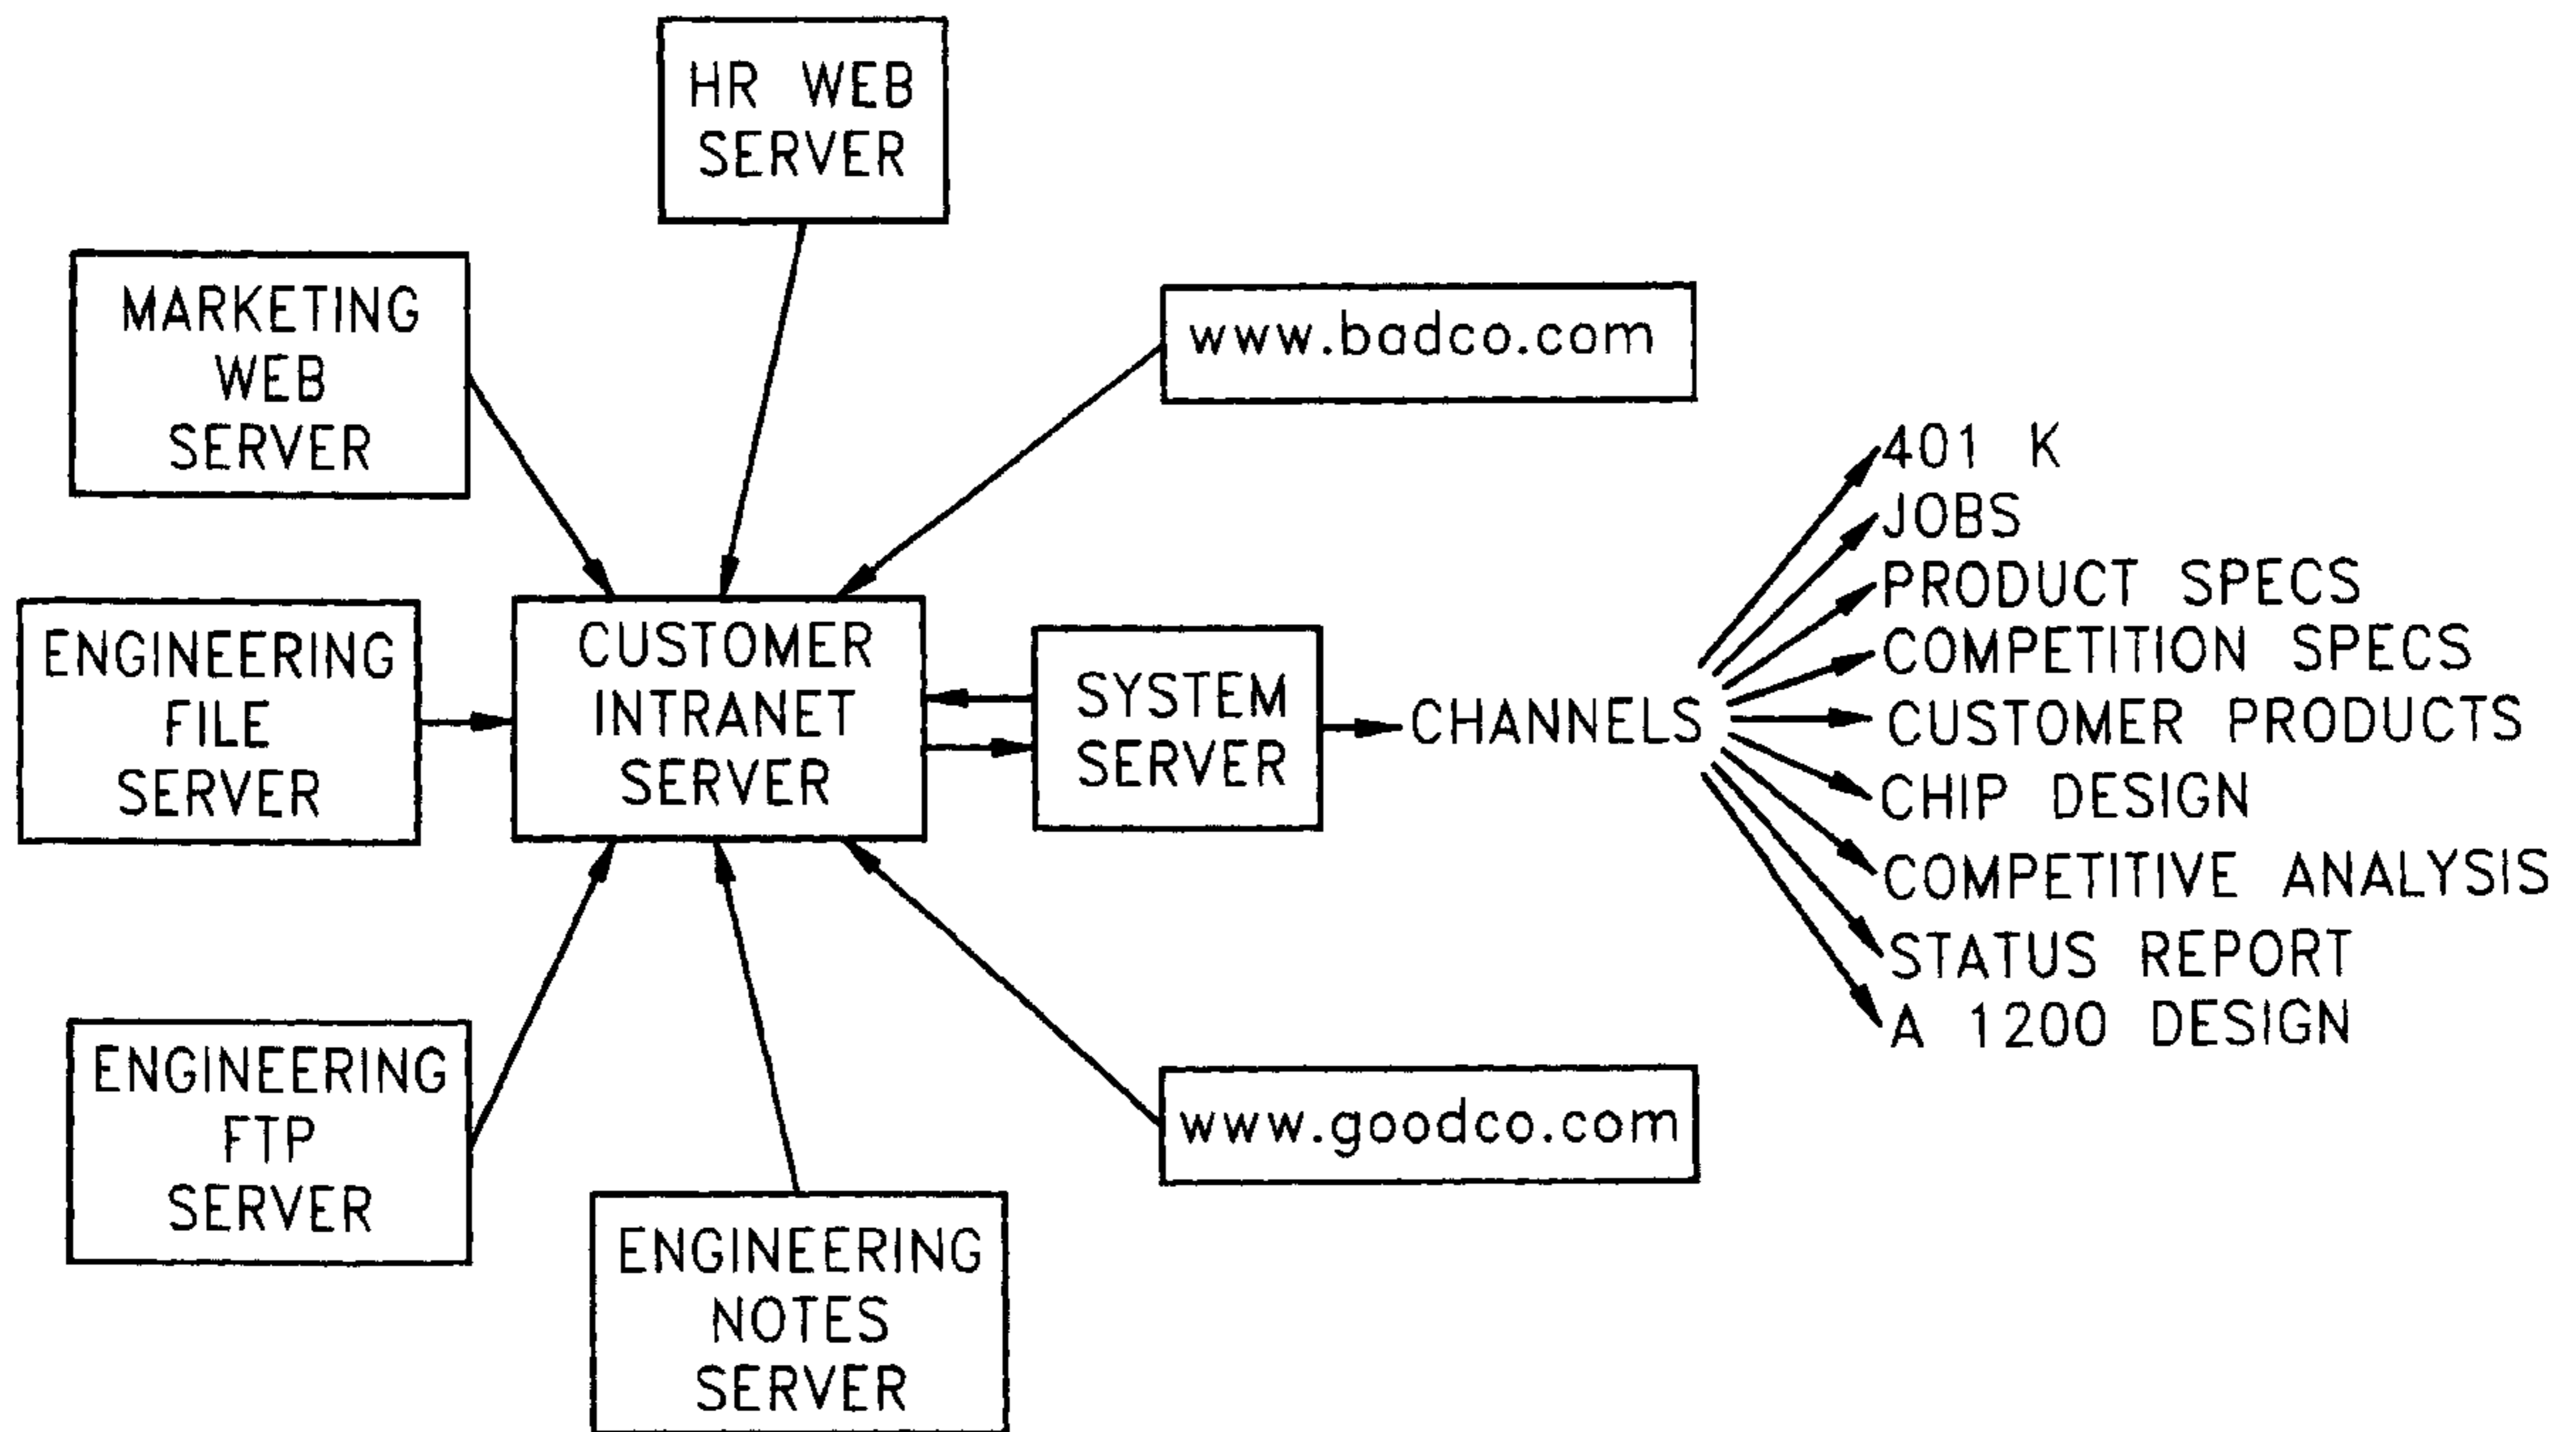 HR WEB
SERVER
MARKETING
WEB
SERVER
www.badco.com
ENGINEERING
FILE
SERVER
CUSTOMER
INTRANET
SERVER
SYSTEM
SERVER
CHANNELS
401 K
JOBS
PRODUCT SPECS
COMPETITION SPECS
CUSTOMER PRODUCTS
CHIP DESIGN
COMPETITIVE ANALYSIS
STATUS REPORT
A 1200 DESIGN
ENGINEERING
FTP
SERVER
ENGINEERING
NOTES
SERVER
www.goodco.com